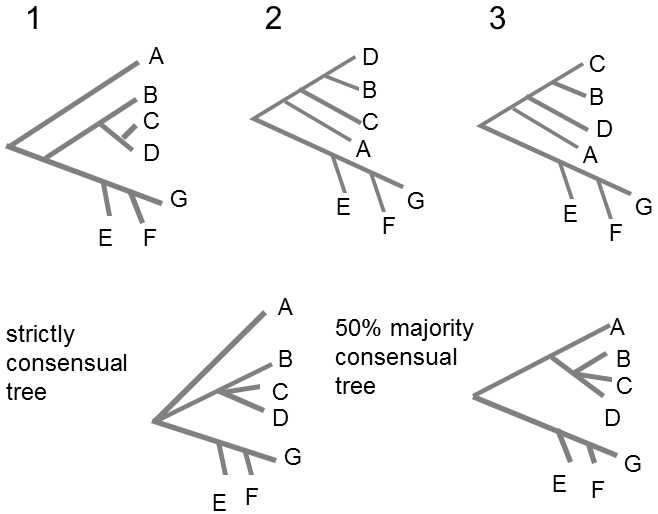 1
2
3
A
B
C
D
G
E
F
D
B
C
A
G
E
F
C
B
D
A
G
E
F
strictly
consensual
tree
A
B
C
D
G
E
F
50% majority
consensual
tree
A
B
C
D
G
E
F